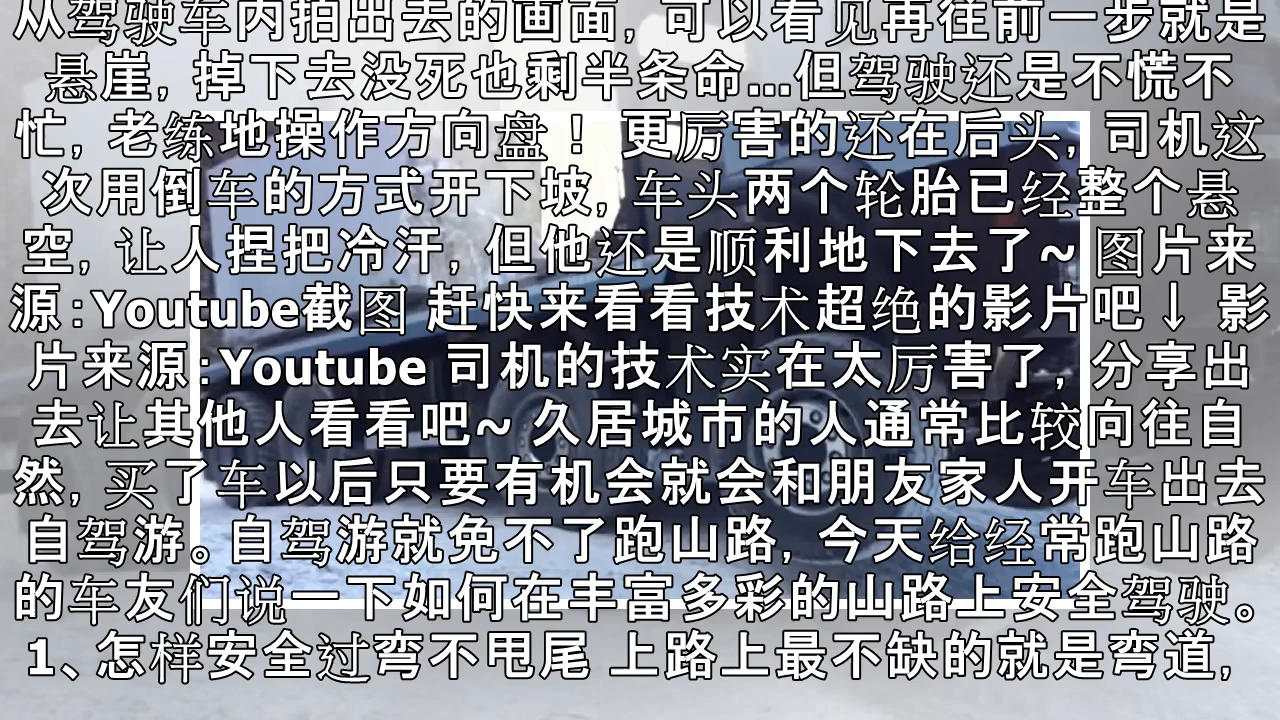 从驾驶车内拍出去的画面, 可以看见再往前一步就是
悬崖, 掉下去没死也剩半条命...但驾驶还是不慌不
忙, 老练地操作方向盘！ 更厉害的还在后头, 司机这
次用倒车的方式开下坡, 车头两个轮胎已经整个悬
空, 让人捏把冷汗, 但他还是顺利地下去了~ 图片来
源:Youtube截图 赶快来看看技术超绝的影片吧↓ 影
片来源:Youtube 司机的技术实在太厉害了, 分享出
去让其他人看看吧~ 久居城市的人通常比较向往自
然, 买了车以后只要有机会就会和朋友家人开车出去
自驾游。自驾游就免不了跑山路, 今天给经常跑山路
的车友们说一下如何在丰富多彩的山路上安全驾驶。
1、怎样安全过弯不甩尾 上路上最不缺的就是弯道,